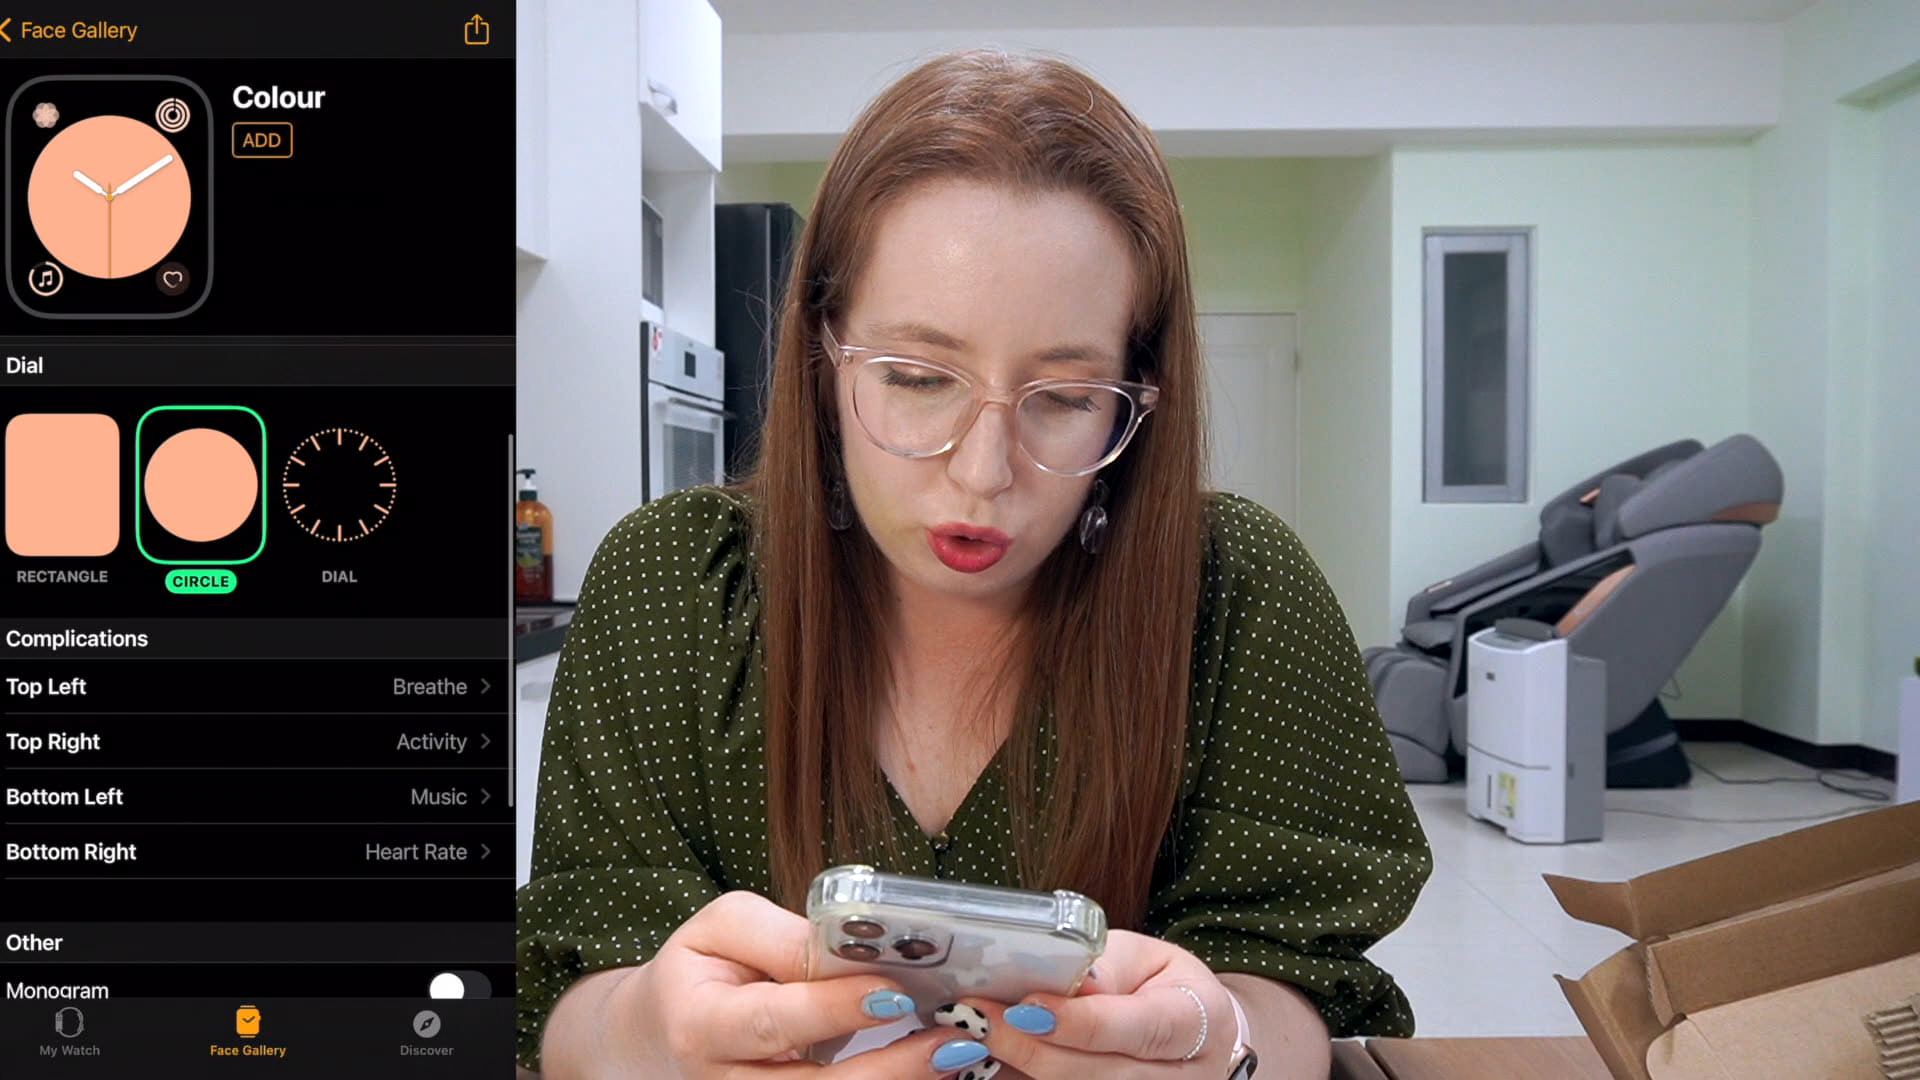 Face Gallery
Colour
ADD
Dial
RECTANGLE
CIRCLE
DIAL
Complications
Top Left Breathe
Top Right Activity
Bottom Left Music
Bottom Right Heart Rate
Other
Monogram
My Watch
Face Gallery
Discover